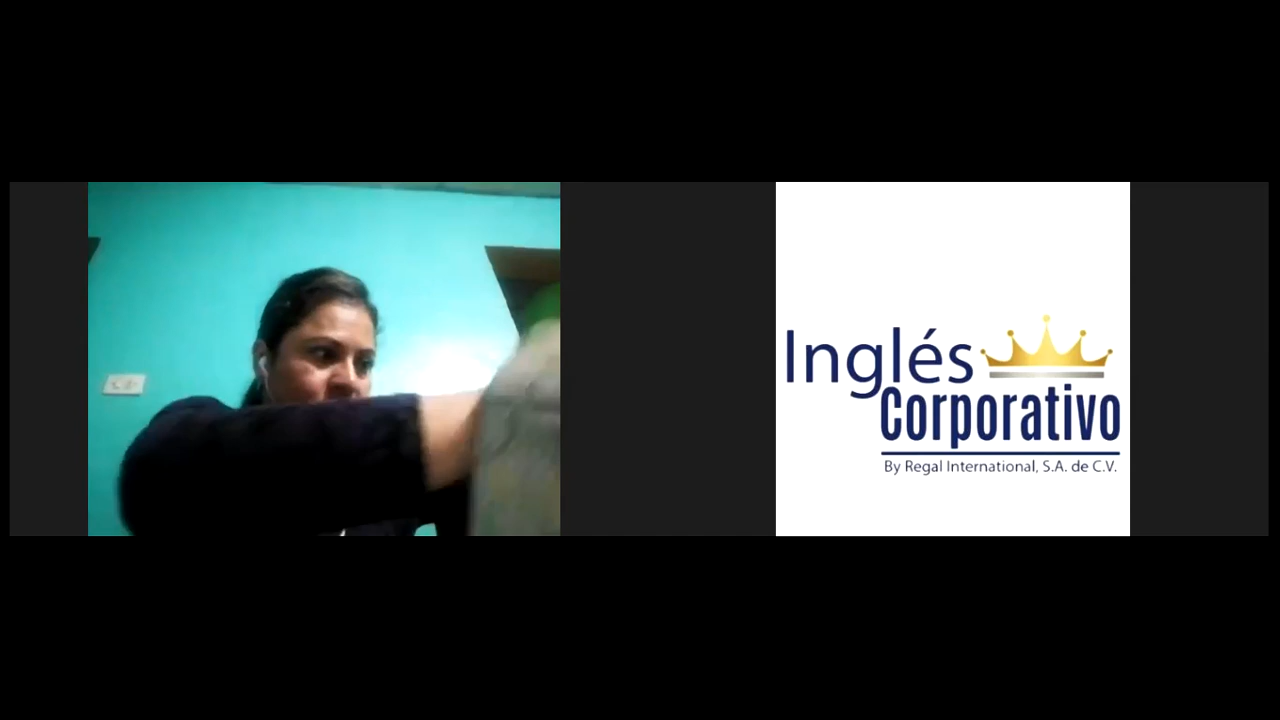 Inglés
Corporativo
By Regal International, S.A. de C.V.